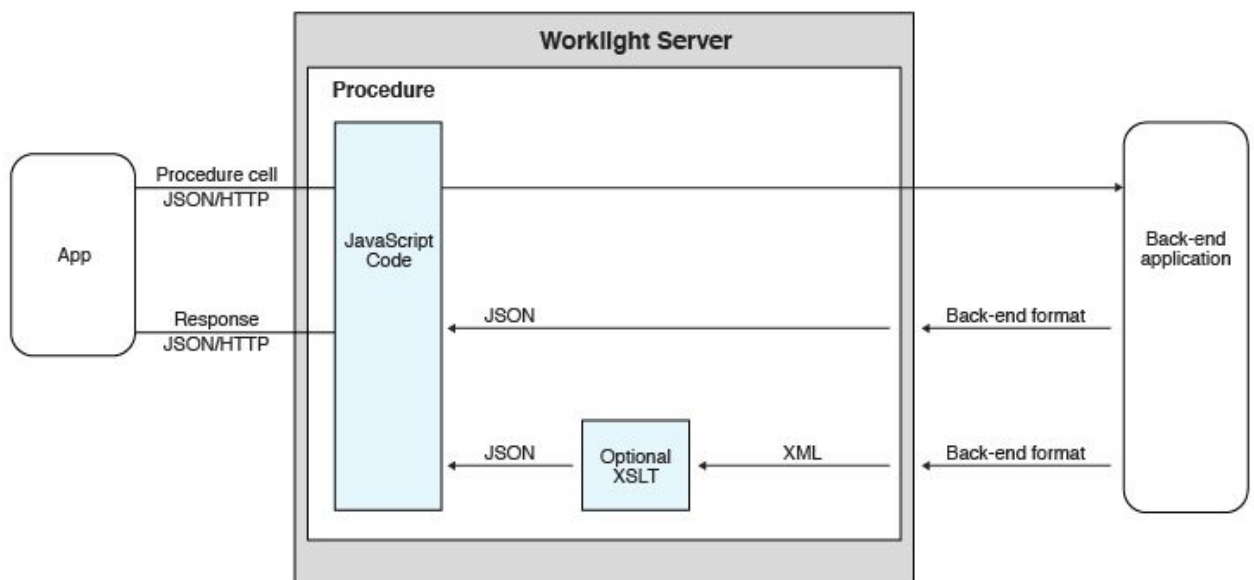 Worklight Server
Procedure
Procedure cell
JSON/HTTP
App
JavaScript
Code
Back-end
application
Response
JSON/HTTP
JSON
Back-end format
JSON
Optional
XSLT
XML
Back-end format